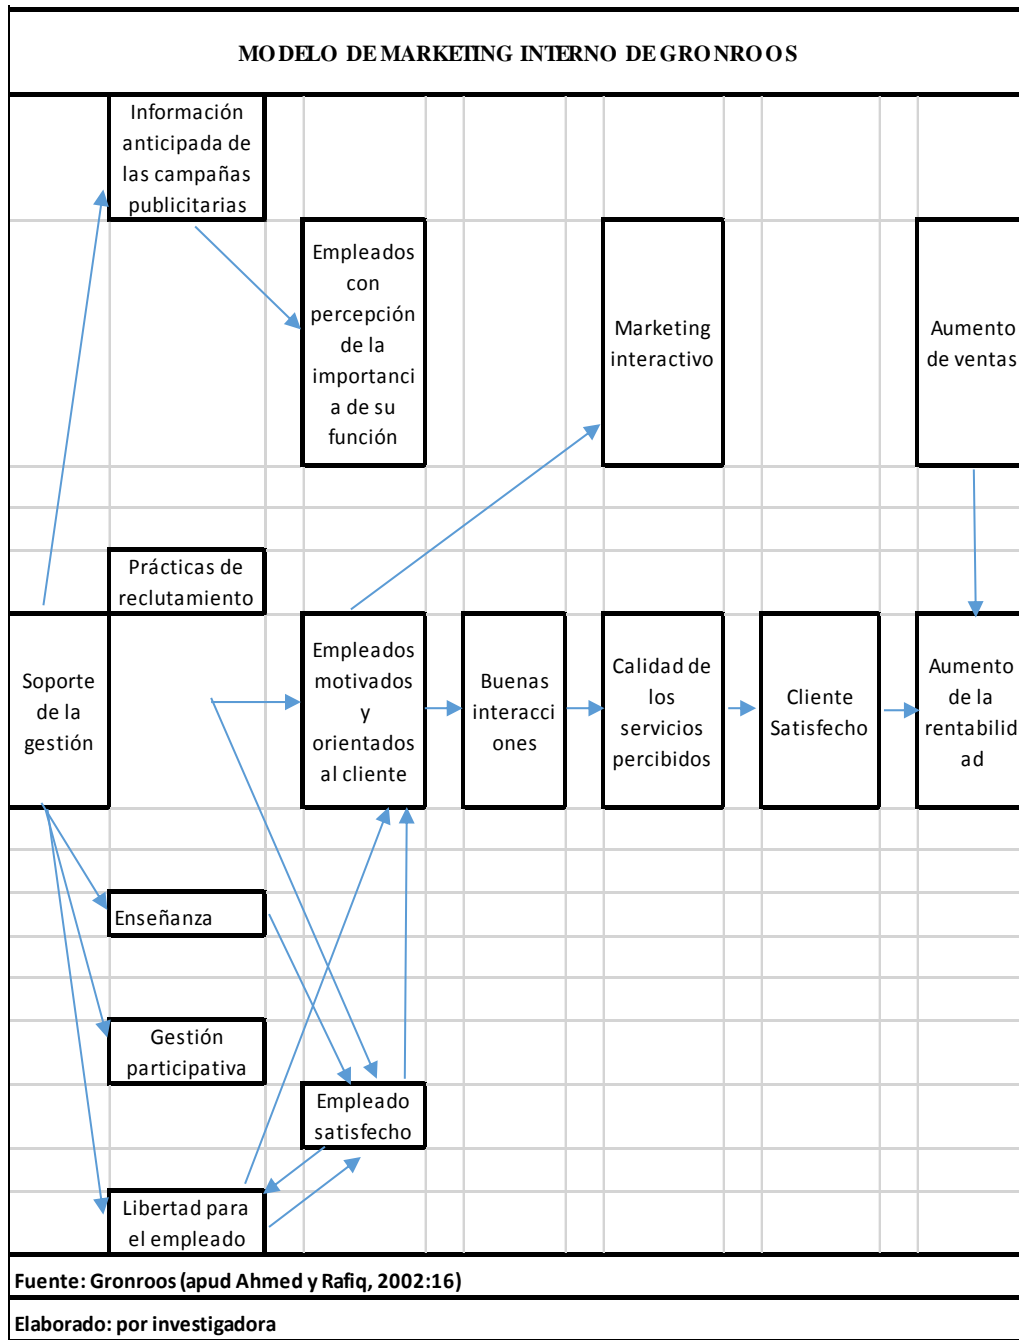 MODELO DE MARKETING INTERNO DE GRONROOS
Información
anticipada de
las campañas
publicitarias
Empleados
con
percepción
de la
importanci
a de su
función
Marketing
interactivo
Aumento
de ventas
Prácticas de
reclutamiento
Soporte
de la
gestión
Empleados
motivados
y
orientados
al cliente
Buenas
interacci
ones
Calidad de
los
servicios
percibidos
Cliente
Satisfecho
Aumento
de la
rentabilid
ad
Enseñanza
Gestión
participativa
Empleado
satisfecho
Libertad para
el empleado
Fuente: Gronroos (apud Ahmed y Rafiq, 2002:16)
Elaborado: por investigadora